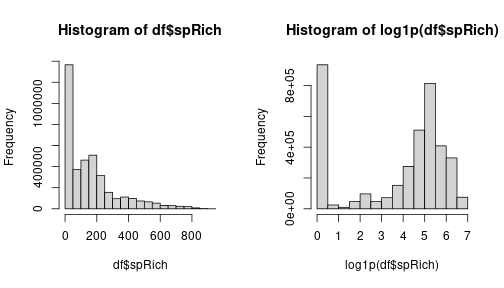 Histogram of df$spRich
Frequency
0
400000
1000000
0
200
400
600
800
df$spRich
Histogram of log1p(df$spRich)
Frequency
0e+00
4e+05
8e+05
0
1
2
3
4
5
6
7
log1p(df$spRich)